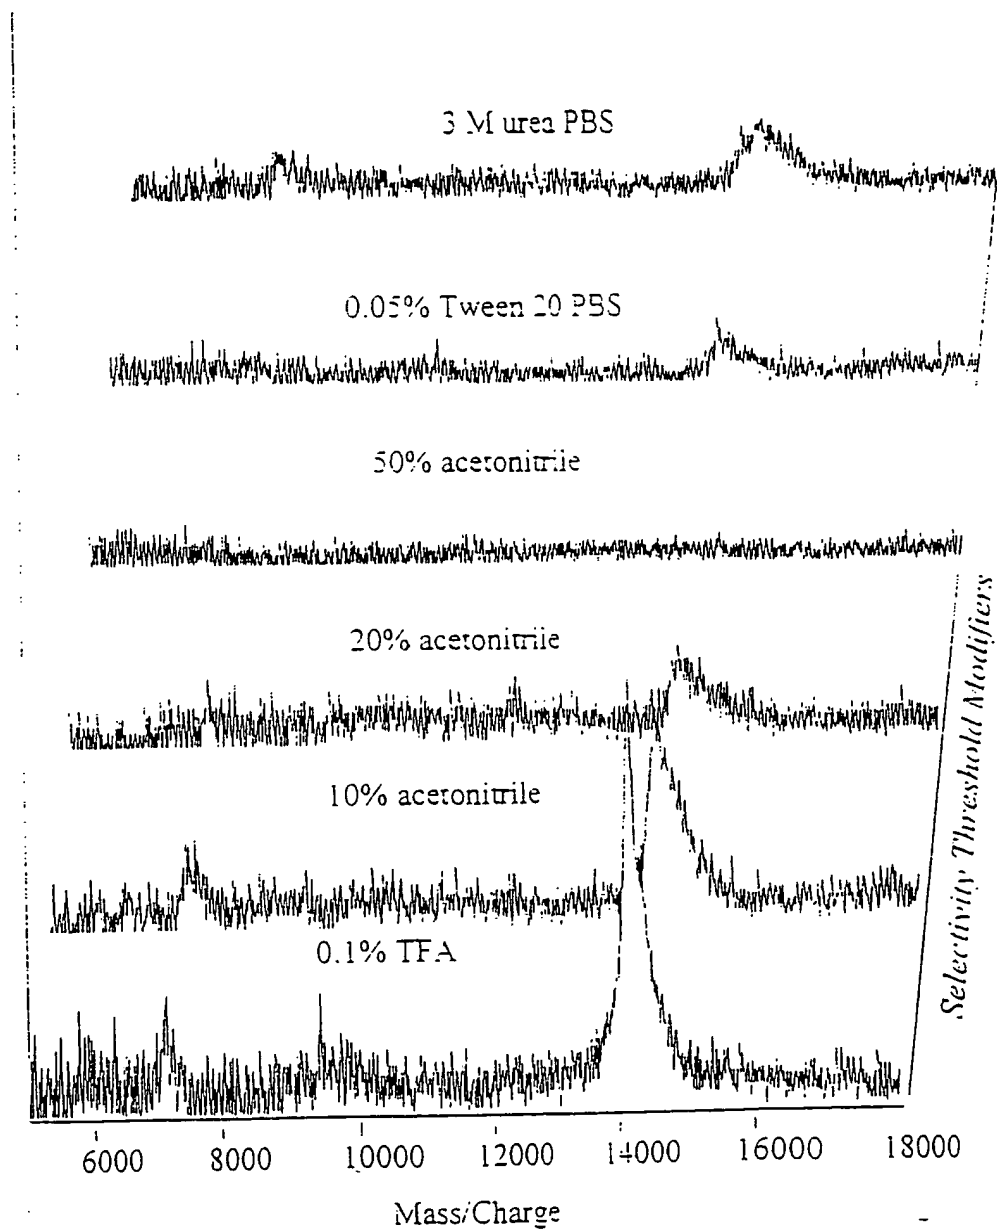 3 M urea PBS
0.05% Tween 20 PBS
50% acetonitrile
20% acetonitrile
10% acetonitrile
0.1% TFA
Selectivity Threshold Modifiers
6000 8000 10000 12000 14000 16000 18000
Mass/Charge